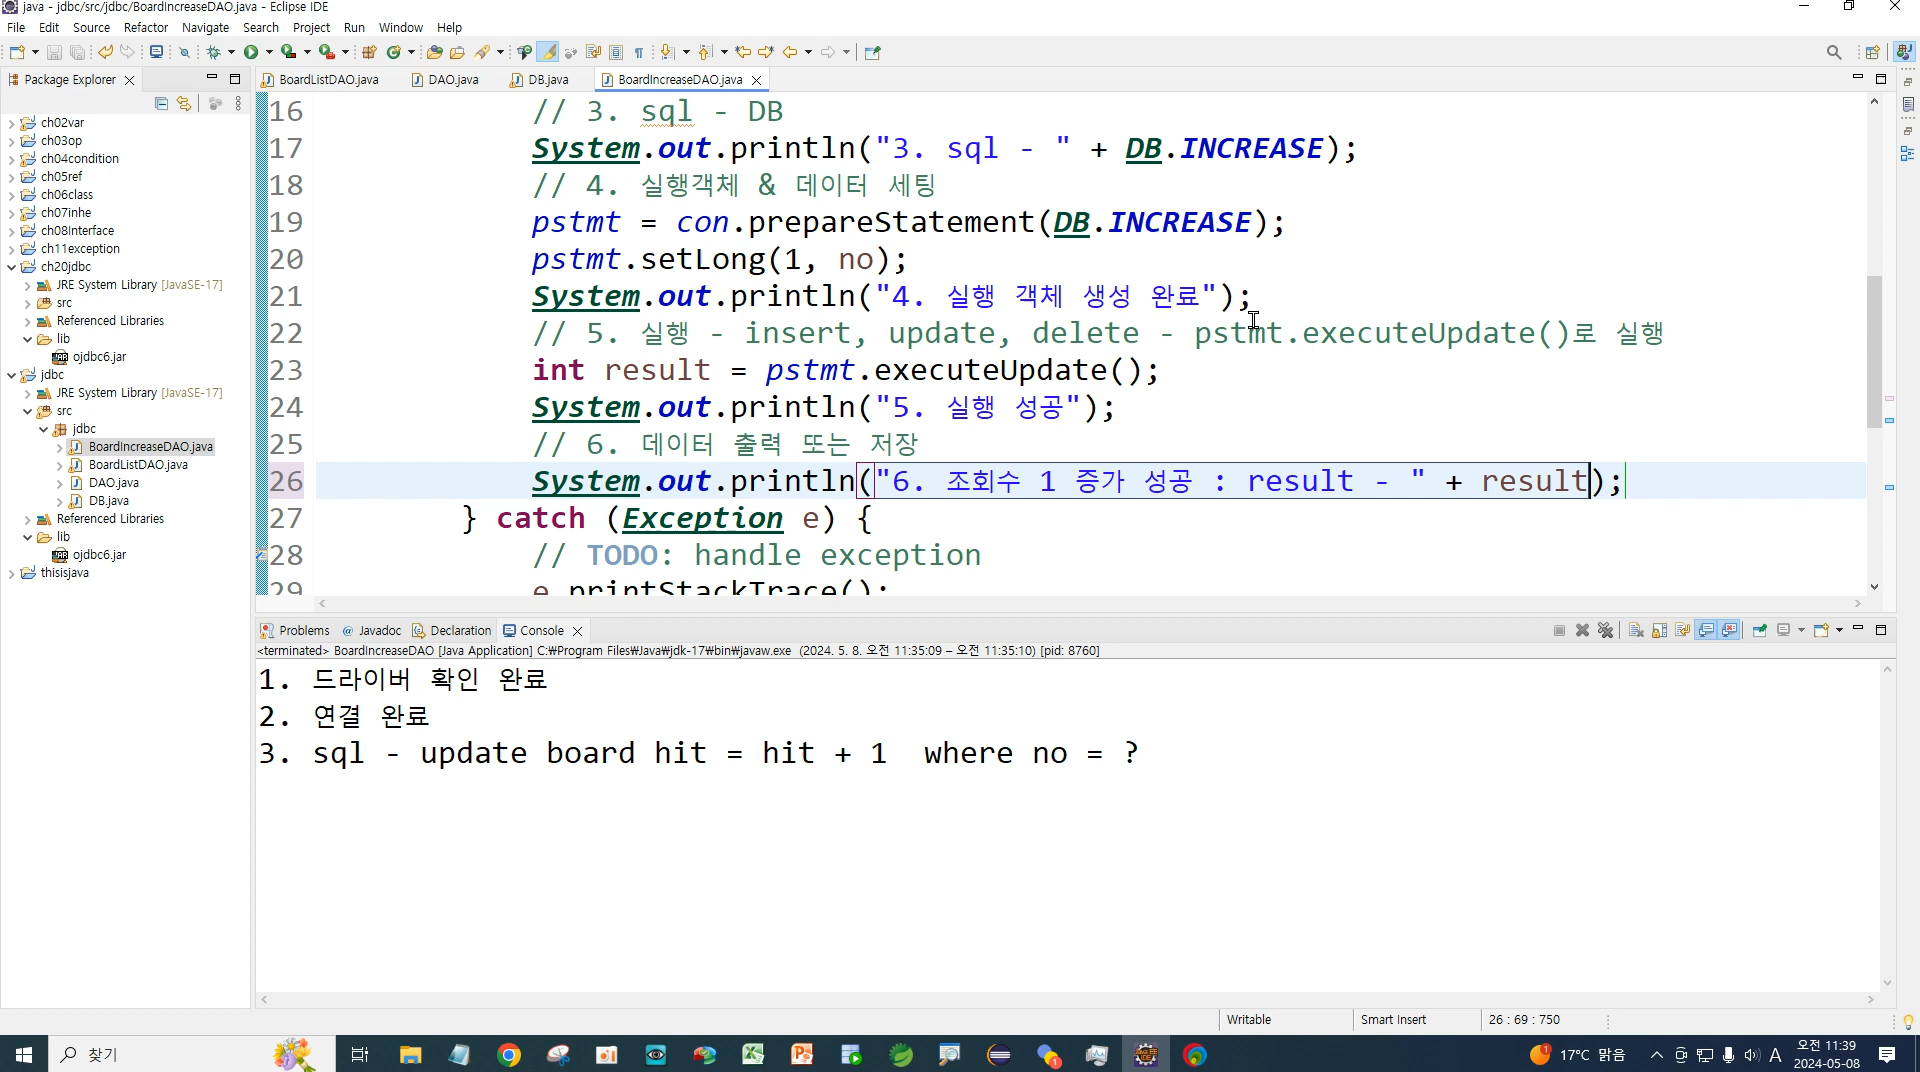 java - jdbc/src/jdbc/BoardIncreaseDAO.java - Eclipse IDE
File Edit Source Refactor Navigate Search Project Run Window Help
Package Explorer
BoardListDAO.java DAO.java DB.java BoardIncreaseDAO.java
ch02var
ch03op
ch04condition
ch05ref
ch06class
ch07inhe
ch08Interface
ch11exception
ch20jdbc
JRE System Library [JavaSE-17]
src
Referenced Libraries
lib
ojdbc6.jar
jdbc
JRE System Library [JavaSE-17]
src
jdbc
BoardIncreaseDAO.java
BoardListDAO.java
DAO.java
DB.java
Referenced Libraries
lib
ojdbc6.jar
thisisjava
16 // 3. sql - DB
17 System.out.println("3. sql - " + DB.INCREASE);
18 // 4. 실행객체 & 데이터 세팅
19 pstmt = con.prepareStatement(DB.INCREASE);
20 pstmt.setLong(1, no);
21 System.out.println("4. 실행 객체 생성 완료");
22 // 5. 실행 - insert, update, delete - pstmt.executeUpdate()로 실행
23 int result = pstmt.executeUpdate();
24 System.out.println("5. 실행 성공");
25 // 6. 데이터 출력 또는 저장
26 System.out.println("6. 조회수 1 증가 성공 : result - " + result);
27 } catch (Exception e) {
28 // TODO: handle exception
29 e.printStackTrace();
Problems @ Javadoc Declaration Console
<terminated> BoardIncreaseDAO [Java Application] C:₩Program Files₩Java₩jdk-17₩bin₩javaw.exe (2024. 5. 8. 오전 11:35:09 – 오전 11:35:10) [pid: 8760]
1. 드라이버 확인 완료
2. 연결 완료
3. sql - update board hit = hit + 1  where no = ?
Writable Smart Insert 26 : 69 : 750
찾기
17°C 맑음
A
오전 11:39
2024-05-08